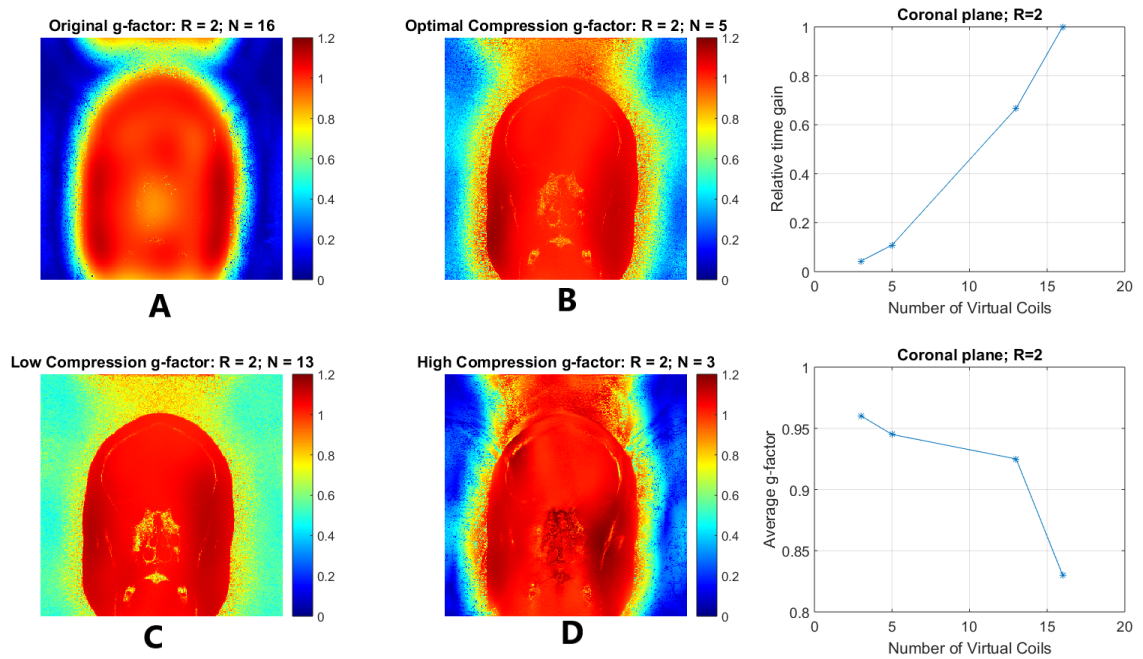 Original g-factor: R = 2; N = 16
1.2
1
0.8
0.6
0.4
0.2
0
A
Optimal Compression g-factor: R = 2; N = 5
1.2
1
0.8
0.6
0.4
0.2
0
B
Coronal plane; R=2
1
0.8
0.6
0.4
0.2
0
Relative time gain
0 5 10 15 20
Number of Virtual Coils
Low Compression g-factor: R = 2; N = 13
1.2
1
0.8
0.6
0.4
0.2
0
C
High Compression g-factor: R = 2; N = 3
1.2
1
0.8
0.6
0.4
0.2
0
D
Coronal plane; R=2
1
0.95
0.9
0.85
0.8
Average g-factor
0 5 10 15 20
Number of Virtual Coils